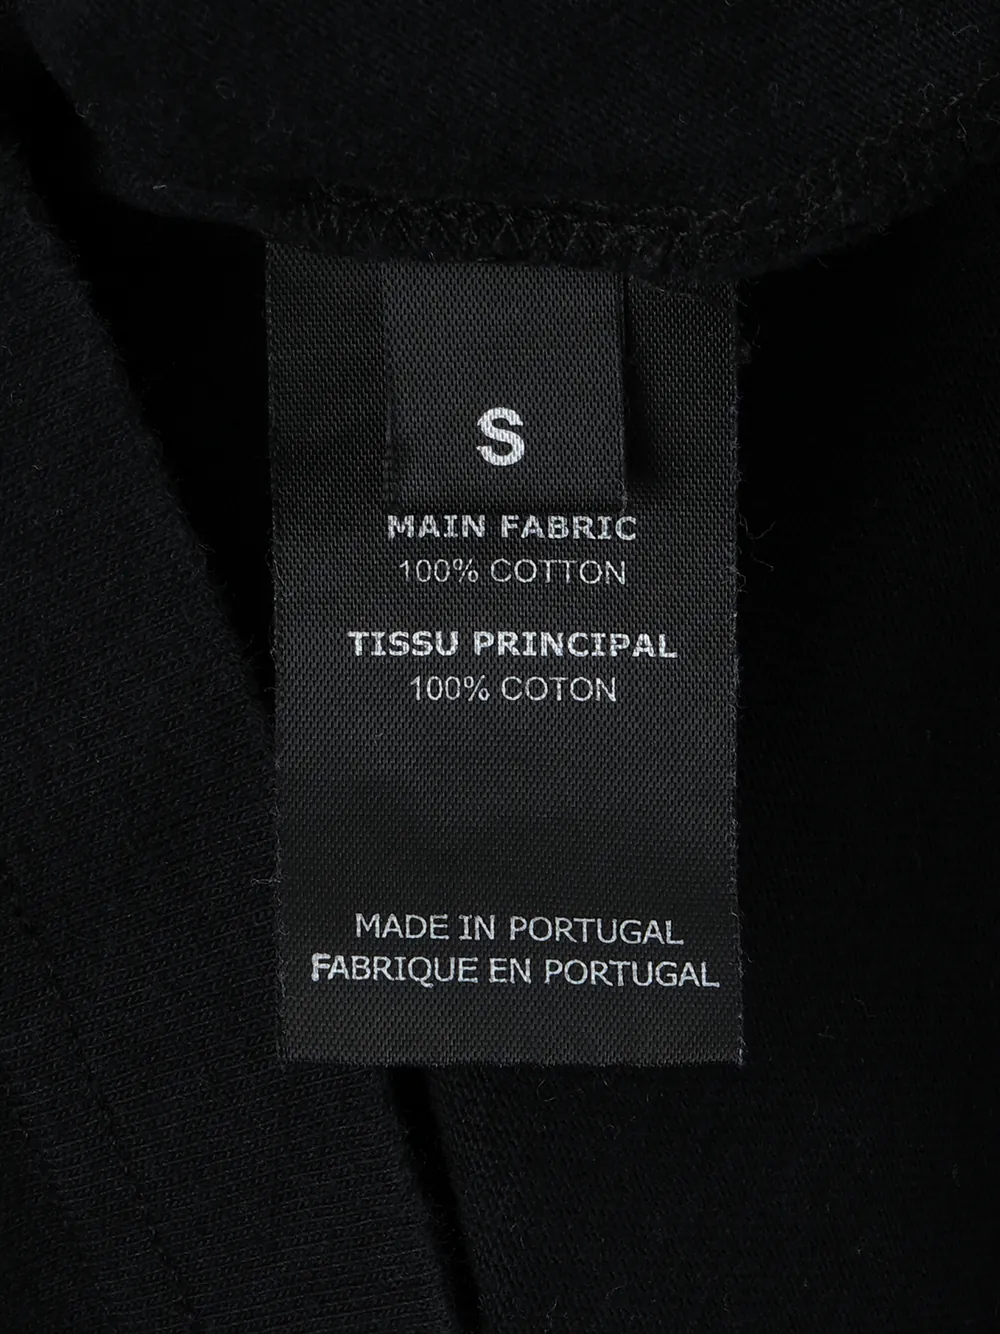 S
MAIN FABRIC
100% COTTON
TISSU PRINCIPAL
100% COTON
MADE IN PORTUGAL
FABRIQUE EN PORTUGAL